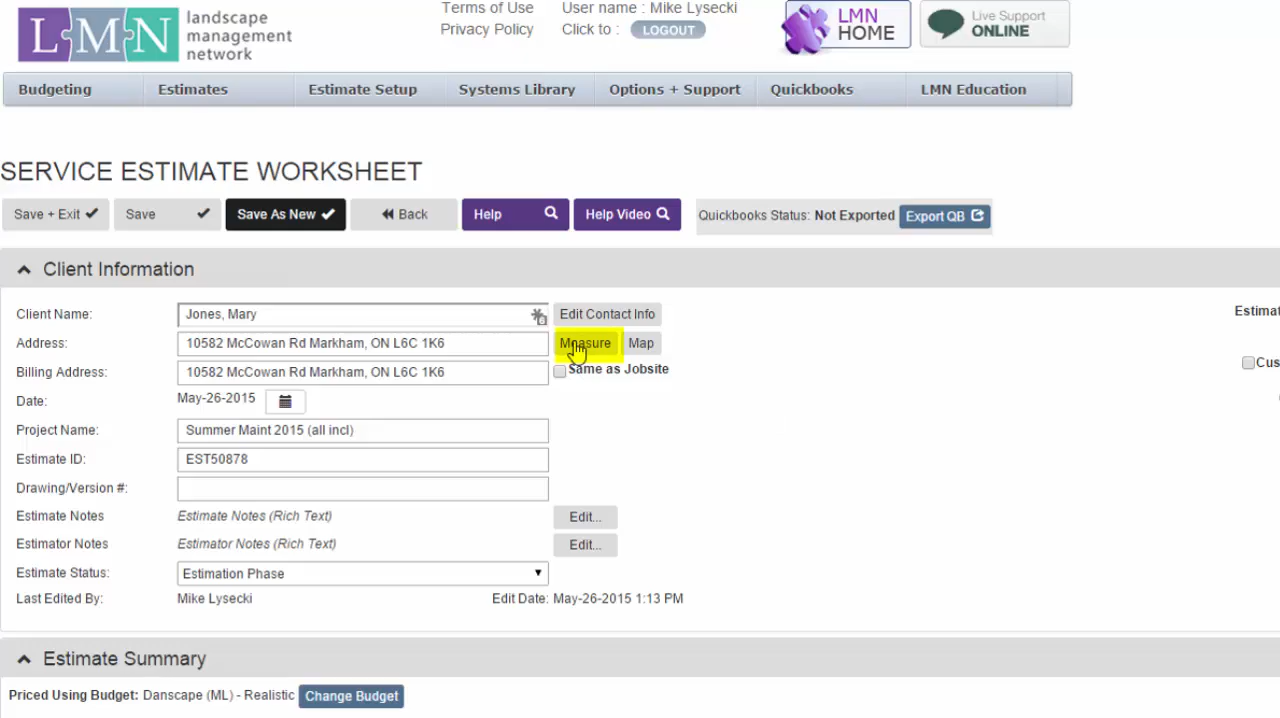 LMN landscape management network
Terms of Use
User name : Mike Lysecki
Privacy Policy
Click to : LOGOUT
LMN HOME
Live Support ONLINE
Budgeting Estimates Estimate Setup Systems Library Options + Support Quickbooks LMN Education
SERVICE ESTIMATE WORKSHEET
Save + Exit Save Save As New Back Help Help Video Quickbooks Status: Not Exported Export QB
Client Information
Client Name: Jones, Mary Edit Contact Info
Address: 10582 McCowan Rd Markham, ON L6C 1K6 Measure Map
Billing Address: 10582 McCowan Rd Markham, ON L6C 1K6 Same as Jobsite
Date: May-26-2015
Project Name: Summer Maint 2015 (all incl)
Estimate ID: EST50878
Drawing/Version #:
Estimate Notes Estimate Notes (Rich Text) Edit...
Estimator Notes Estimator Notes (Rich Text) Edit...
Estimate Status: Estimation Phase
Last Edited By: Mike Lysecki Edit Date: May-26-2015 1:13 PM
Estimate Summary
Priced Using Budget: Danscape (ML) - Realistic Change Budget